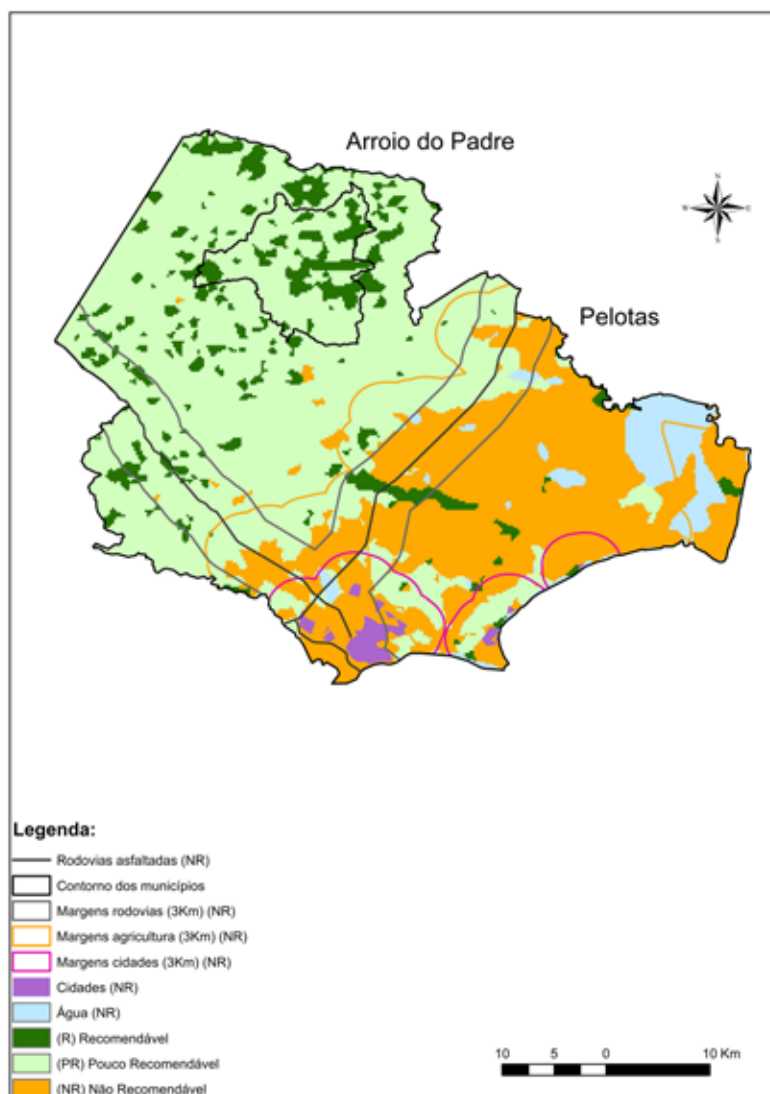 Arroio do Padre
N
W
E
S
Pelotas
Legenda:
Rodovias asfaltadas (NR)
Contorno dos municípios
Margens rodovias (3Km) (NR)
Margens agricultura (3Km) (NR)
Margens cidades (3Km) (NR)
Cidades (NR)
Água (NR)
(R) Recomendável
(PR) Pouco Recomendável
(NR) Não Recomendável
10 5 0 10 Km